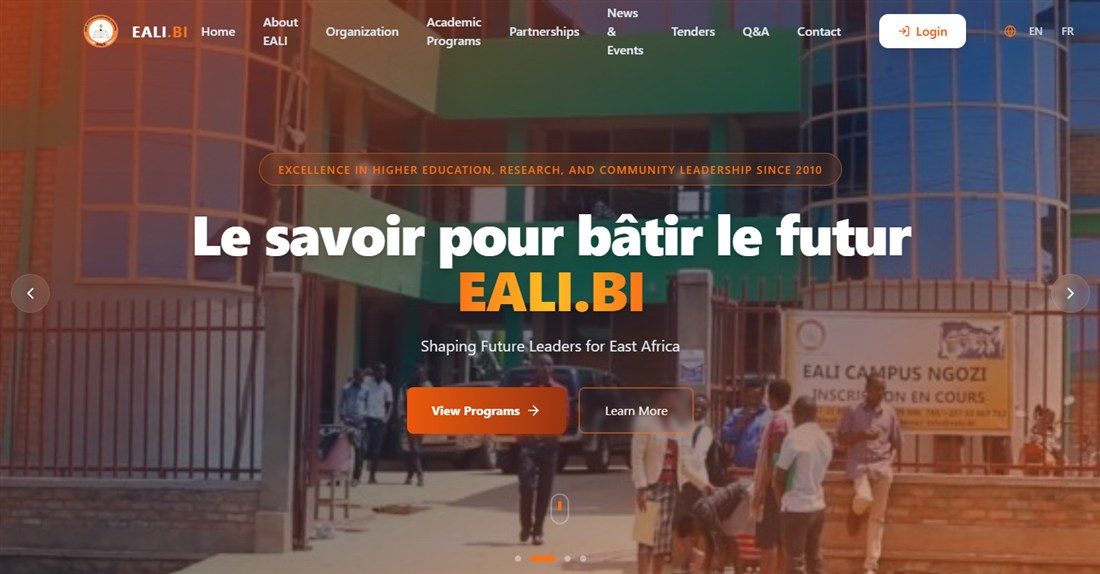 EALI.BI
Home
About
EALI
Organization
Academic
Programs
Partnerships
News
&
Events
Tenders
Q&A
Contact
Login
EN
FR
EXCELLENCE IN HIGHER EDUCATION, RESEARCH, AND COMMUNITY LEADERSHIP SINCE 2010
Le savoir pour bâtir le futur
EALI.BI
Shaping Future Leaders for East Africa
View Programs
Learn More
EALI CAMPUS NGOZI
INSCRIPTION EN COURS